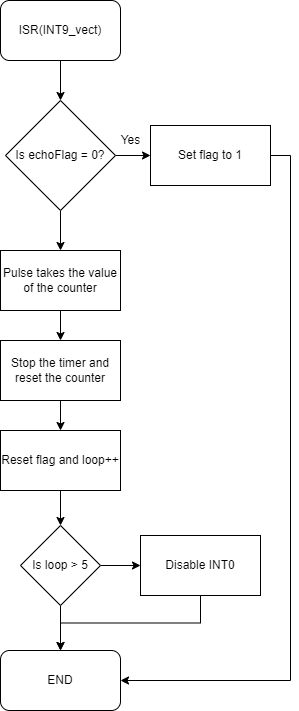 ISR(INT9_vect)
Is echoFlag = 0?
Yes
Set flag to 1
Pulse takes the value
of the counter
Stop the timer and
reset the counter
Reset flag and loop++
Is loop > 5
Disable INT0
END